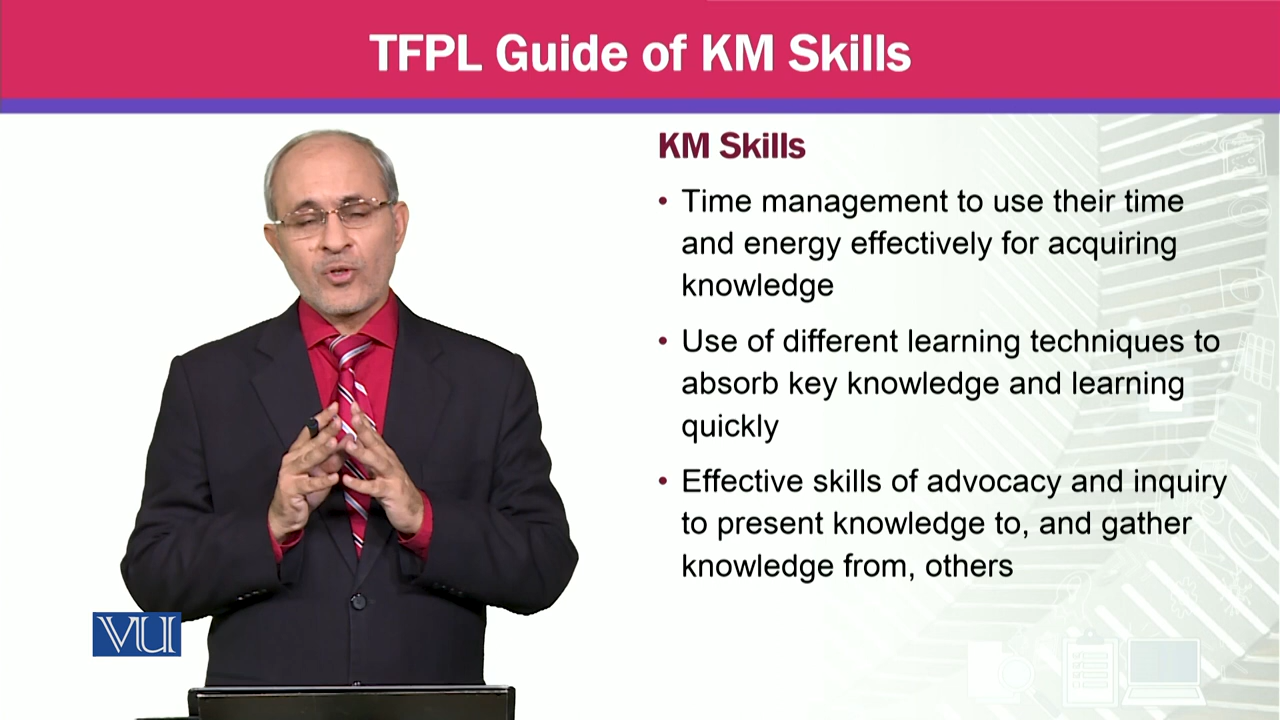 TFPL Guide of KM Skills
KM Skills
• Time management to use their time
and energy effectively for acquiring
knowledge
• Use of different learning techniques to
absorb key knowledge and learning
quickly
• Effective skills of advocacy and inquiry
to present knowledge to, and gather
knowledge from, others
VU